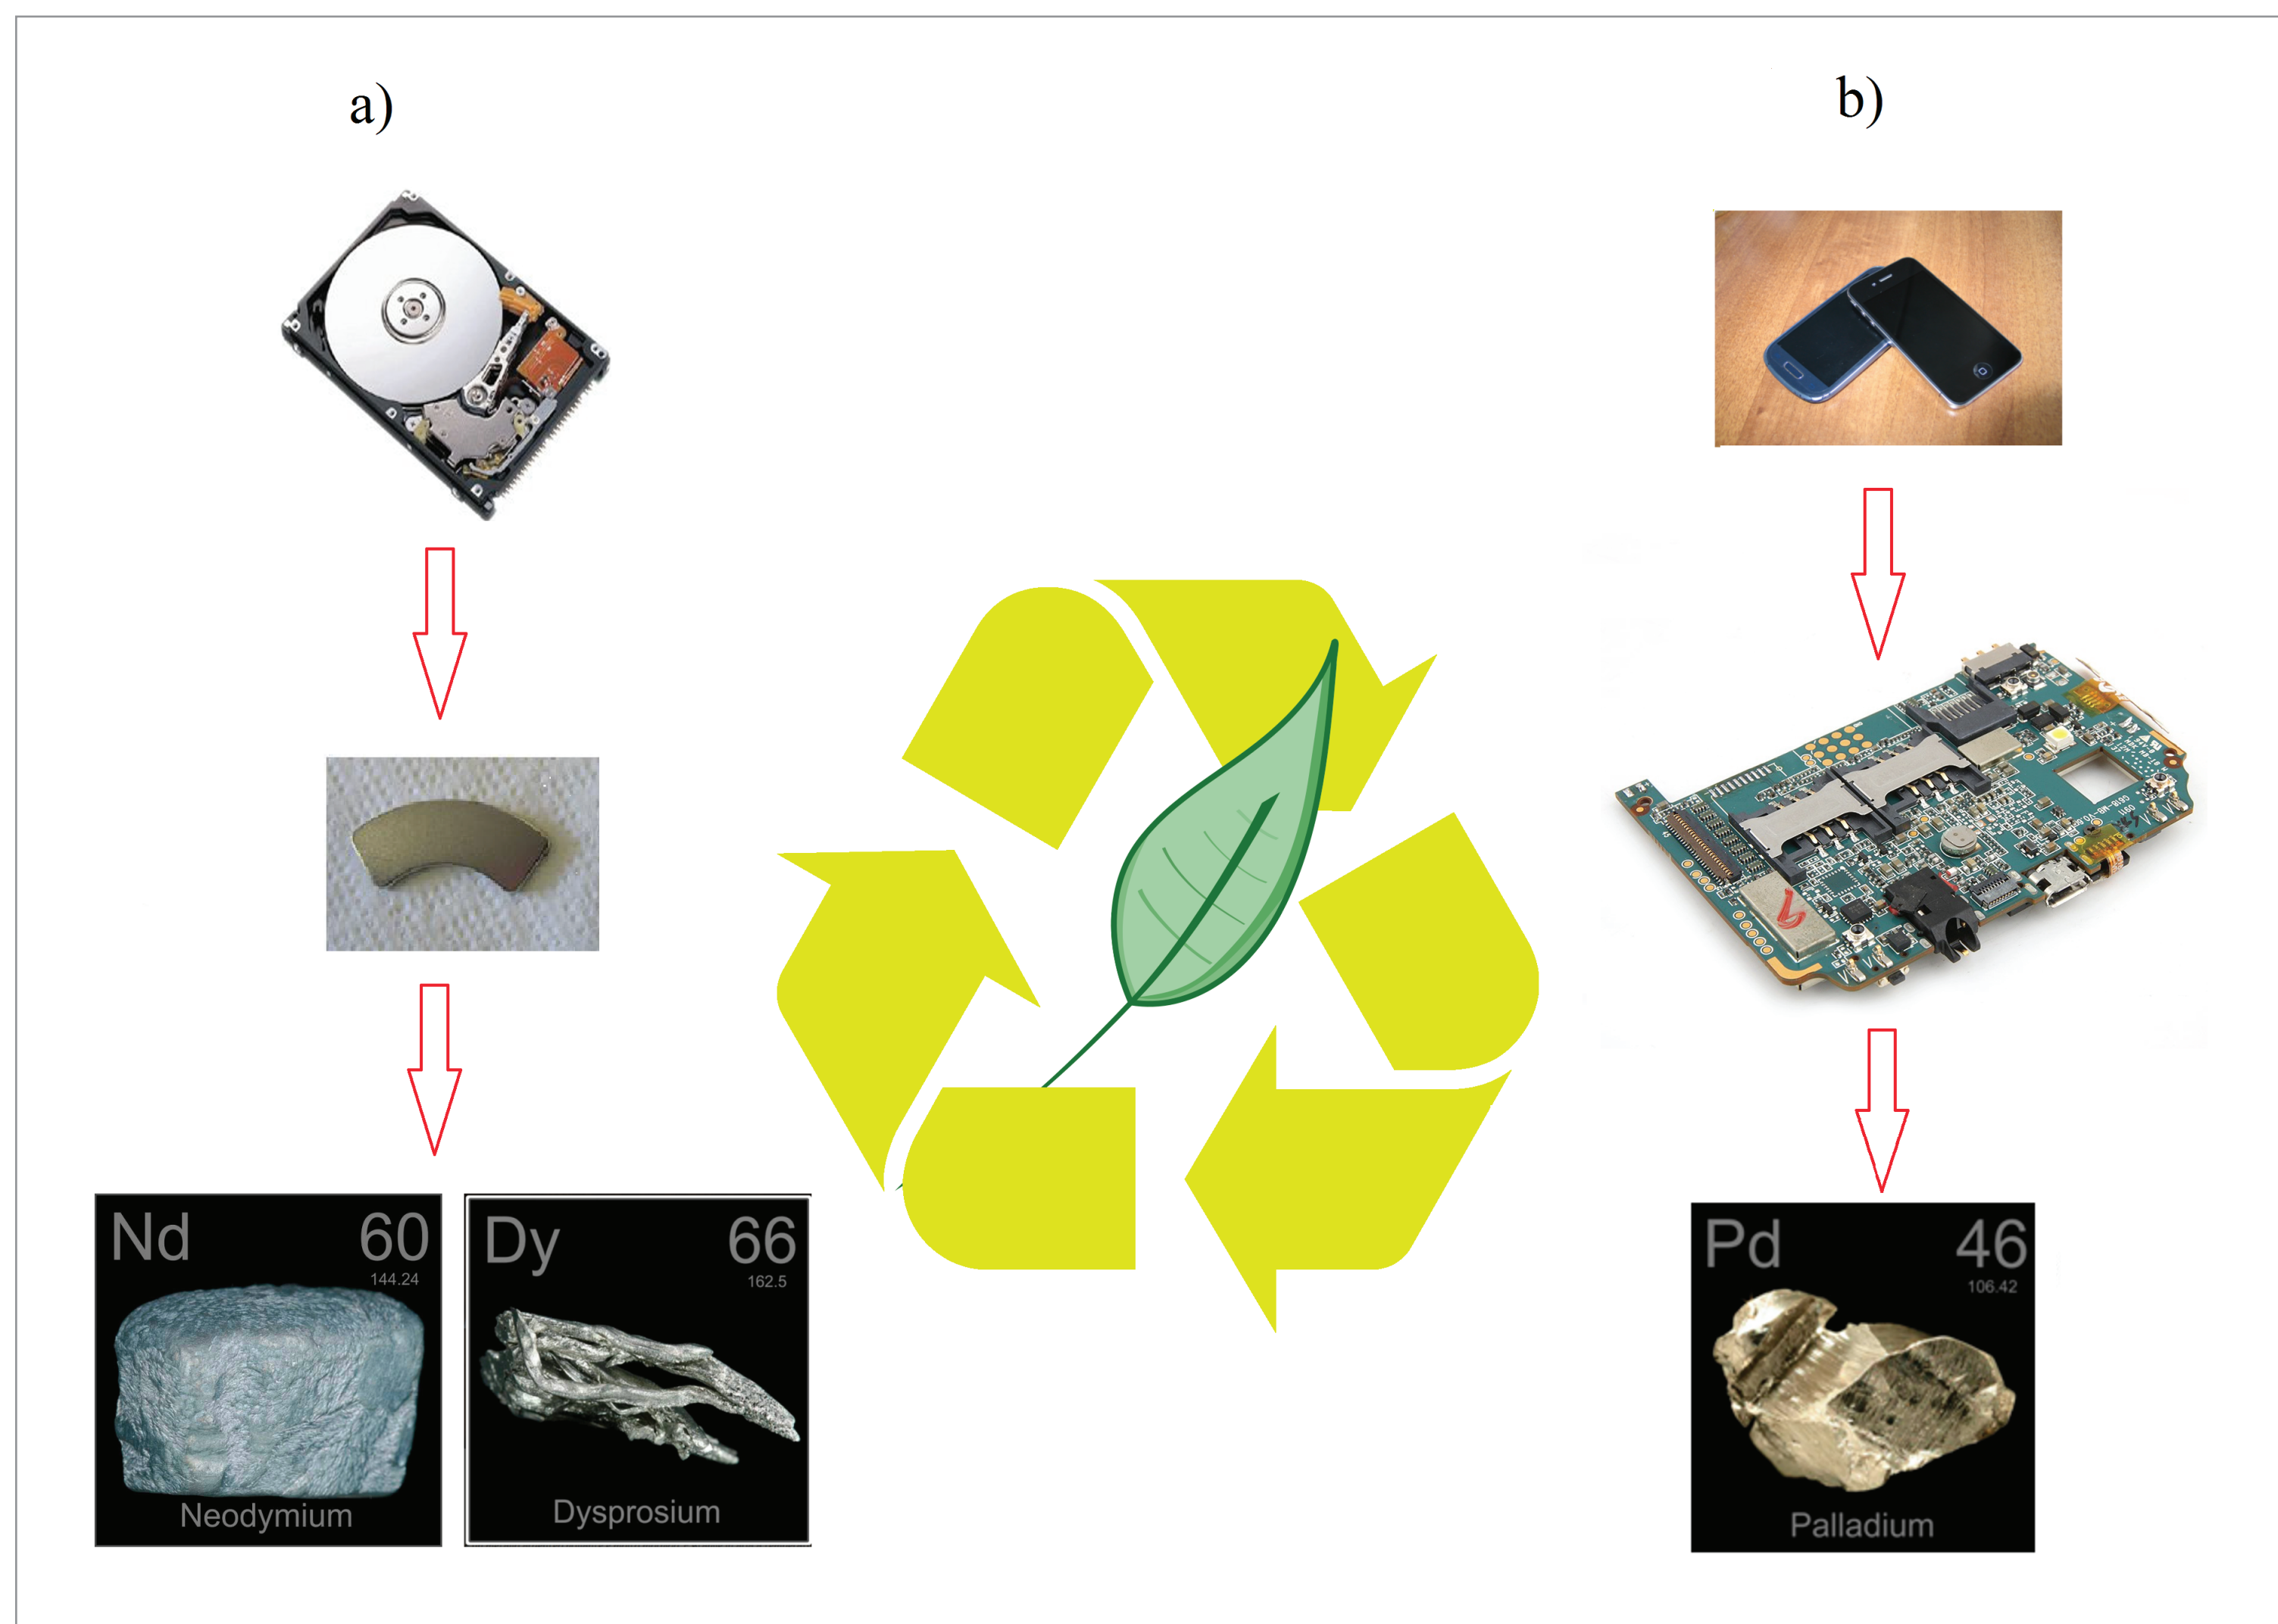 a)
b)
Nd 60
144.24
Neodymium
Dy 66
162.5
Dysprosium
Pd 46
106.42
Palladium